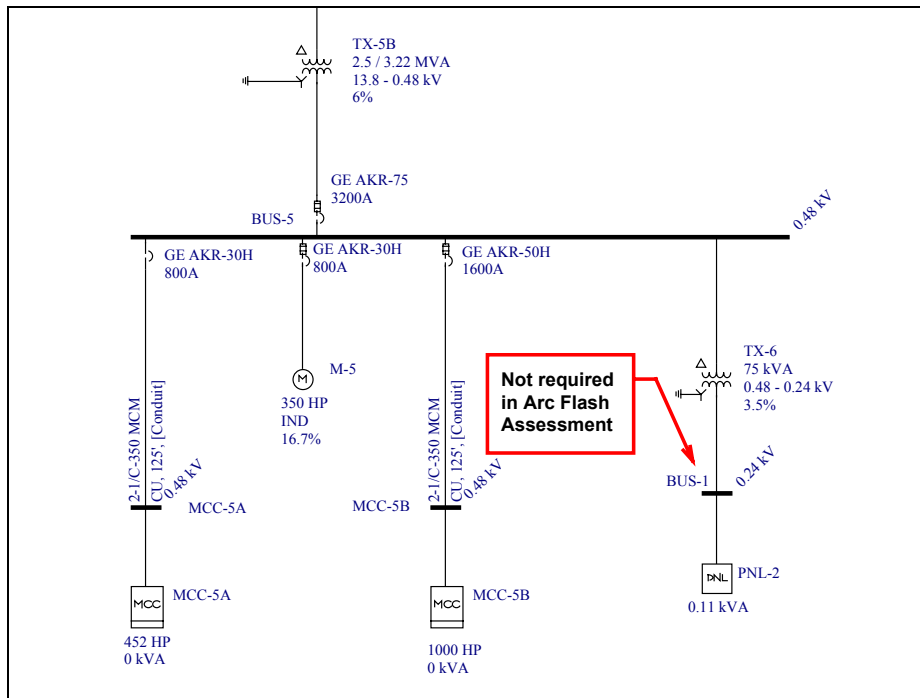 TX-5B
2.5 / 3.22 MVA
13.8 - 0.48 kV
6%
GE AKR-75
3200A
BUS-5
0.48 kV
GE AKR-30H
800A
GE AKR-30H
800A
GE AKR-50H
1600A
TX-6
75 kVA
0.48 - 0.24 kV
3.5%
Not required
in Arc Flash
Assessment
M
M-5
350 HP
IND
16.7%
2-1/C-350 MCM
CU, 125', [Conduit]
0.48 kV
MCC-5A
2-1/C-350 MCM
CU, 125', [Conduit]
0.48 kV
MCC-5B
BUS-1
0.24 kV
MCC
MCC-5A
452 HP
0 kVA
MCC
MCC-5B
1000 HP
0 kVA
PNL
PNL-2
0.11 kVA